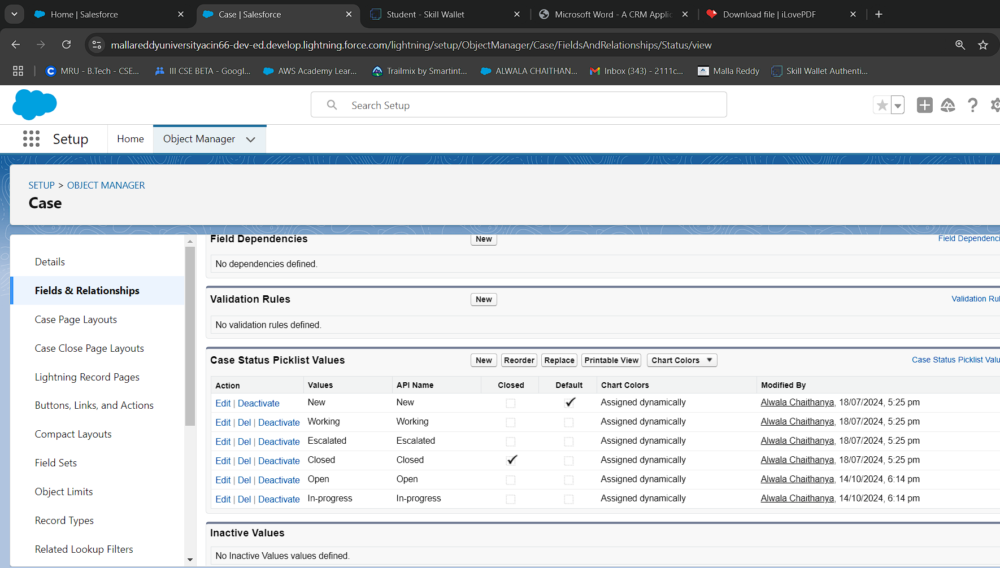 Home | Salesforce
Case | Salesforce
Student - Skill Wallet
Microsoft Word - A CRM Applic
Download file | iLovePDF
mallareddyuniversityacin66-dev-ed.develop.lightning.force.com/lightning/setup/ObjectManager/Case/FieldsAndRelationships/Status/view
MRU - B.Tech - CSE...
III CSE BETA - Googl...
AWS Academy Lear...
Trailmix by Smartint...
ALWALA CHAITHAN...
Inbox (343) - 2111c...
Malla Reddy
Skill Wallet Authenti...
Search Setup
Setup
Home
Object Manager
SETUP > OBJECT MANAGER
Case
Details
Fields & Relationships
Case Page Layouts
Case Close Page Layouts
Lightning Record Pages
Buttons, Links, and Actions
Compact Layouts
Field Sets
Object Limits
Record Types
Related Lookup Filters
Field Dependencies New Field Dependenci
No dependencies defined.
Validation Rules New Validation Rul
No validation rules defined.
Case Status Picklist Values New Reorder Replace Printable View Chart Colors Case Status Picklist Valu
Action Values API Name Closed Default Chart Colors Modified By
Edit | Deactivate New New Assigned dynamically Alwala Chaithanya, 18/07/2024, 5:25 pm
Edit | Del | Deactivate Working Working Assigned dynamically Alwala Chaithanya, 18/07/2024, 5:25 pm
Edit | Del | Deactivate Escalated Escalated Assigned dynamically Alwala Chaithanya, 18/07/2024, 5:25 pm
Edit | Del | Deactivate Closed Closed Assigned dynamically Alwala Chaithanya, 18/07/2024, 5:25 pm
Edit | Del | Deactivate Open Open Assigned dynamically Alwala Chaithanya, 14/10/2024, 6:14 pm
Edit | Del | Deactivate In-progress In-progress Assigned dynamically Alwala Chaithanya, 14/10/2024, 6:14 pm
Inactive Values
No Inactive Values values defined.